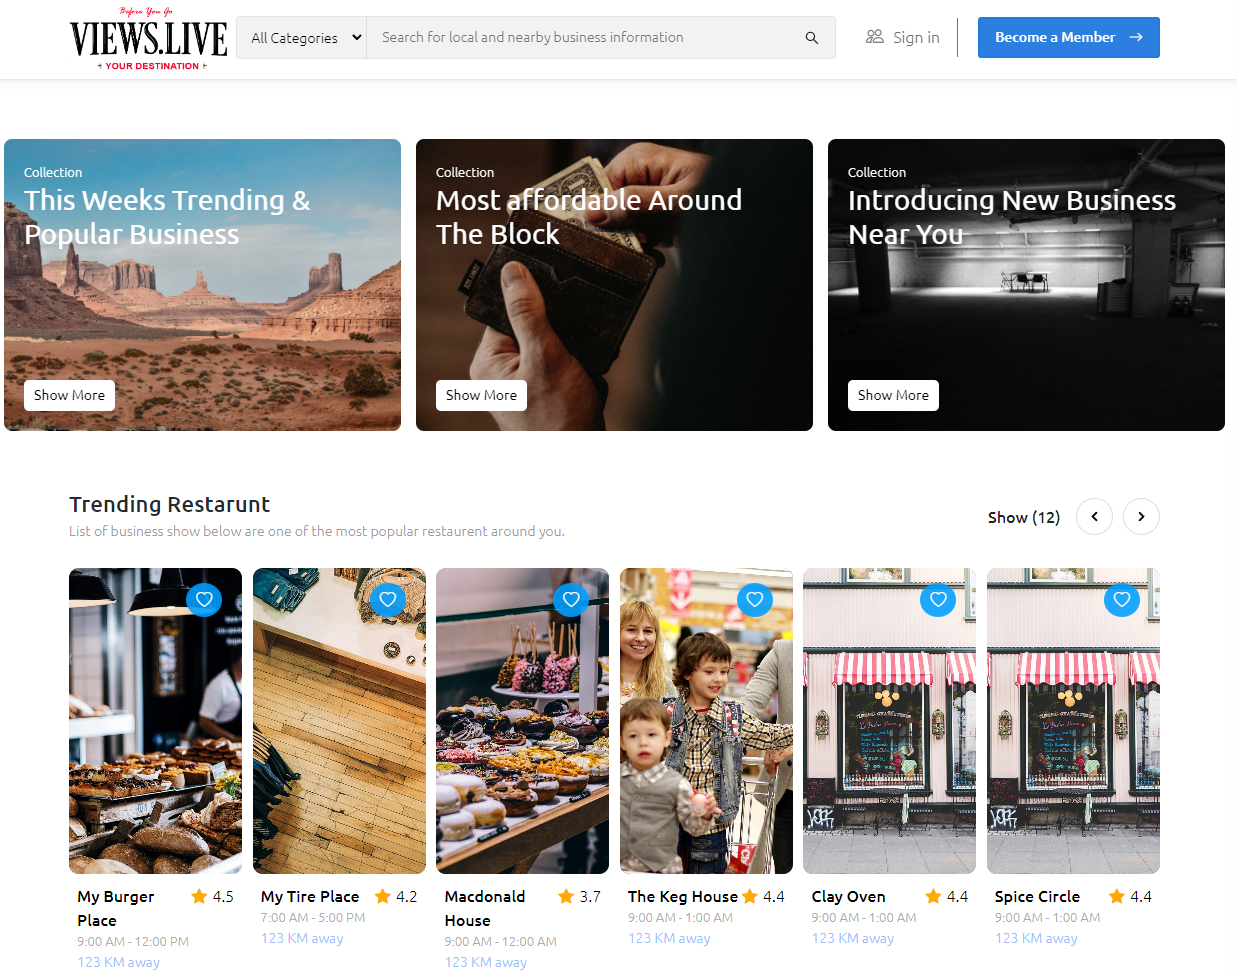 Before You Go
VIEWS.LIVE
YOUR DESTINATION
All Categories
Search for local and nearby business information
Sign in
Become a Member
Collection
This Weeks Trending &
Popular Business
Show More
Collection
Most affordable Around
The Block
Show More
Collection
Introducing New Business
Near You
Show More
Trending Restarunt
List of business show below are one of the most popular restaurent around you.
Show (12)
My Burger
Place
4.5
9:00 AM - 12:00 PM
123 KM away
My Tire Place
4.2
7:00 AM - 5:00 PM
123 KM away
Macdonald
House
3.7
9:00 AM - 12:00 AM
123 KM away
The Keg House
4.4
9:00 AM - 1:00 AM
123 KM away
Clay Oven
4.4
9:00 AM - 1:00 AM
123 KM away
Spice Circle
4.4
9:00 AM - 1:00 AM
123 KM away